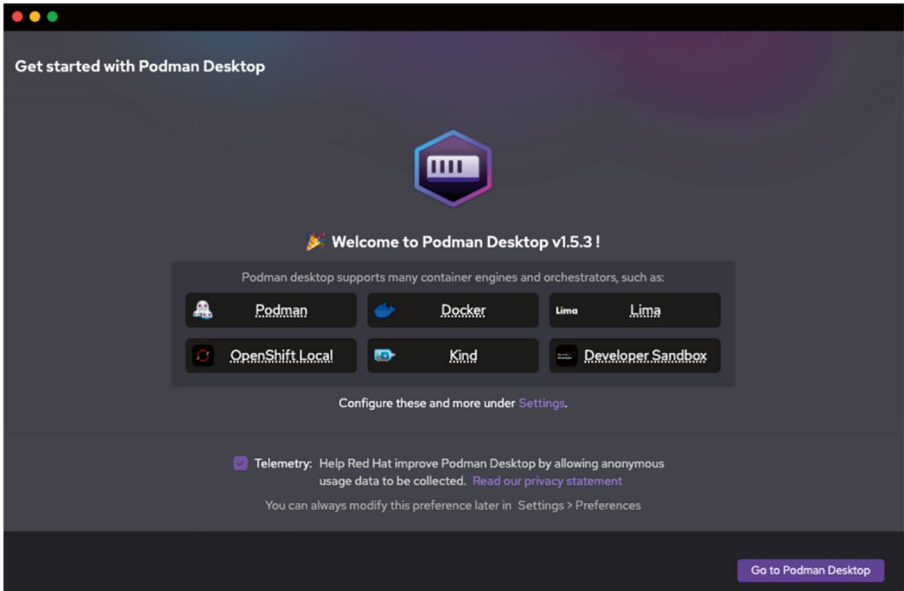 Get started with Podman Desktop
🎉 Welcome to Podman Desktop v1.5.3 !
Podman desktop supports many container engines and orchestrators, such as:
Podman Docker Lima Lima
OpenShift Local Kind Developer Sandbox
Configure these and more under Settings.
Telemetry: Help Red Hat improve Podman Desktop by allowing anonymous
usage data to be collected. Read our privacy statement
You can always modify this preference later in Settings > Preferences
Go to Podman Desktop